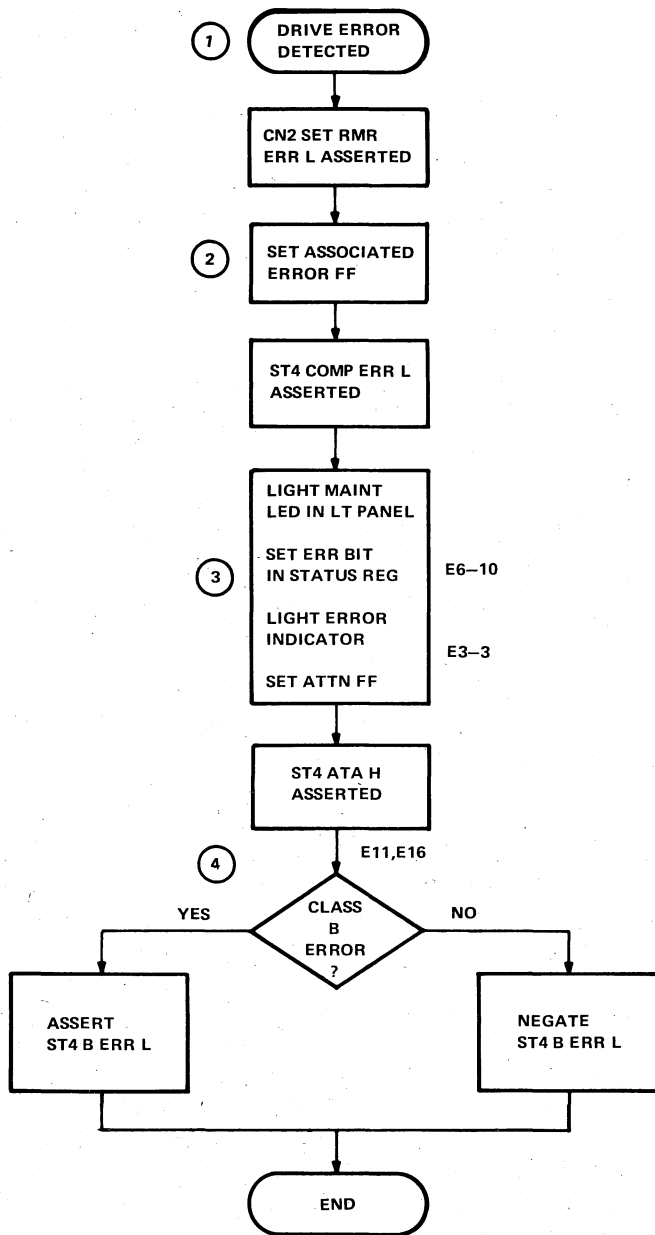 1
DRIVE ERROR
DETECTED
CN2 SET RMR
ERR L ASSERTED
2
SET ASSOCIATED
ERROR FF
ST4 COMP ERR L
ASSERTED
3
LIGHT MAINT
LED IN LT PANEL
SET ERR BIT
IN STATUS REG
E6–10
LIGHT ERROR
INDICATOR
E3–3
SET ATTN FF
ST4 ATA H
ASSERTED
E11,E16
4
CLASS
B
ERROR
?
YES
NO
ASSERT
ST4 B ERR L
NEGATE
ST4 B ERR L
END